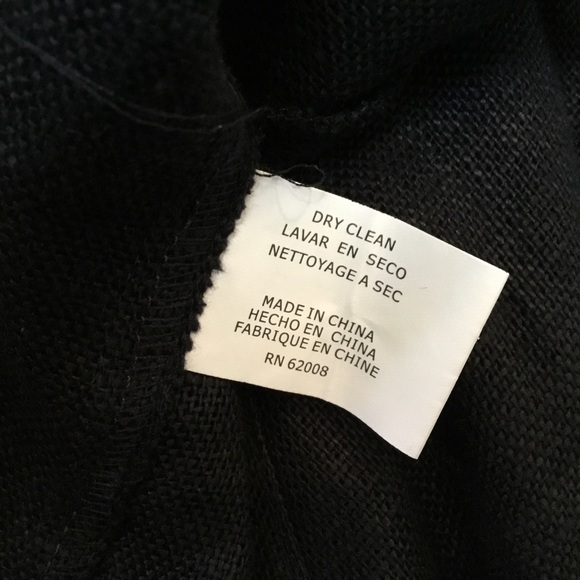 DRY CLEAN
LAVAR EN SECO
NETTOYAGE A SEC
MADE IN CHINA
HECHO EN CHINA
FABRIQUE EN CHINE
RN 62008